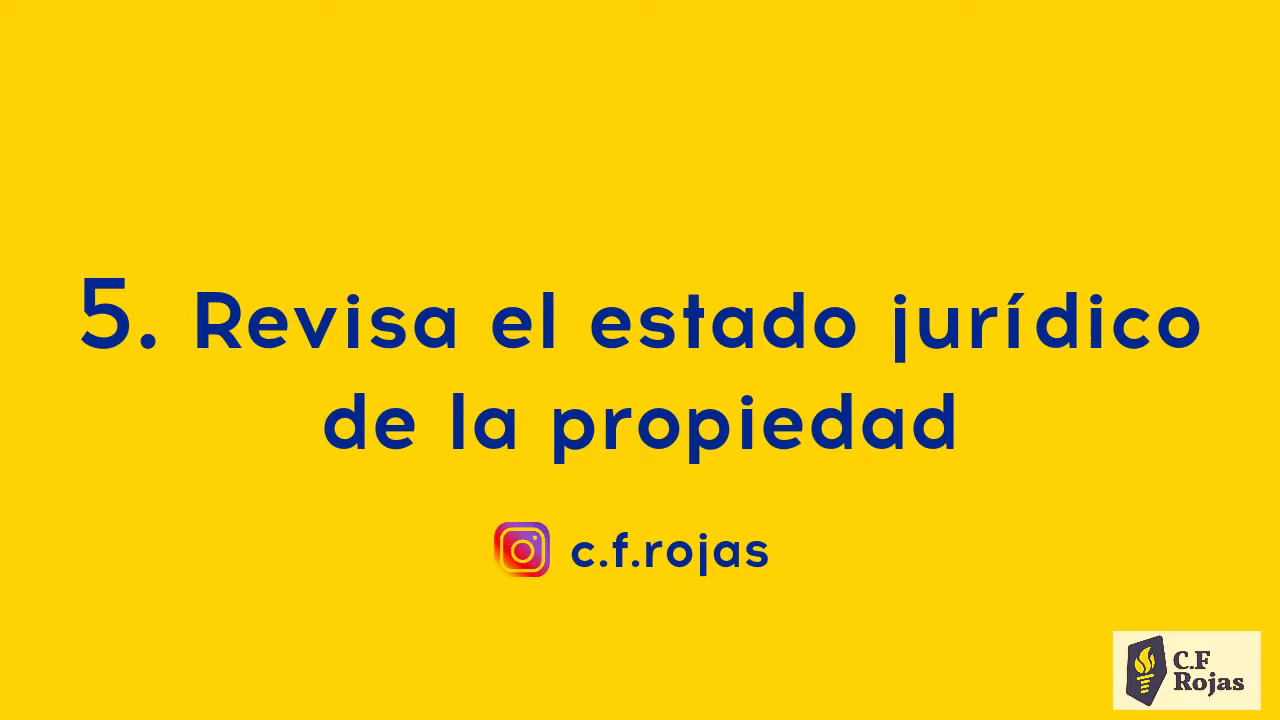 5. Revisa el estado jurídico
de la propiedad
c.f.rojas
C.F
Rojas